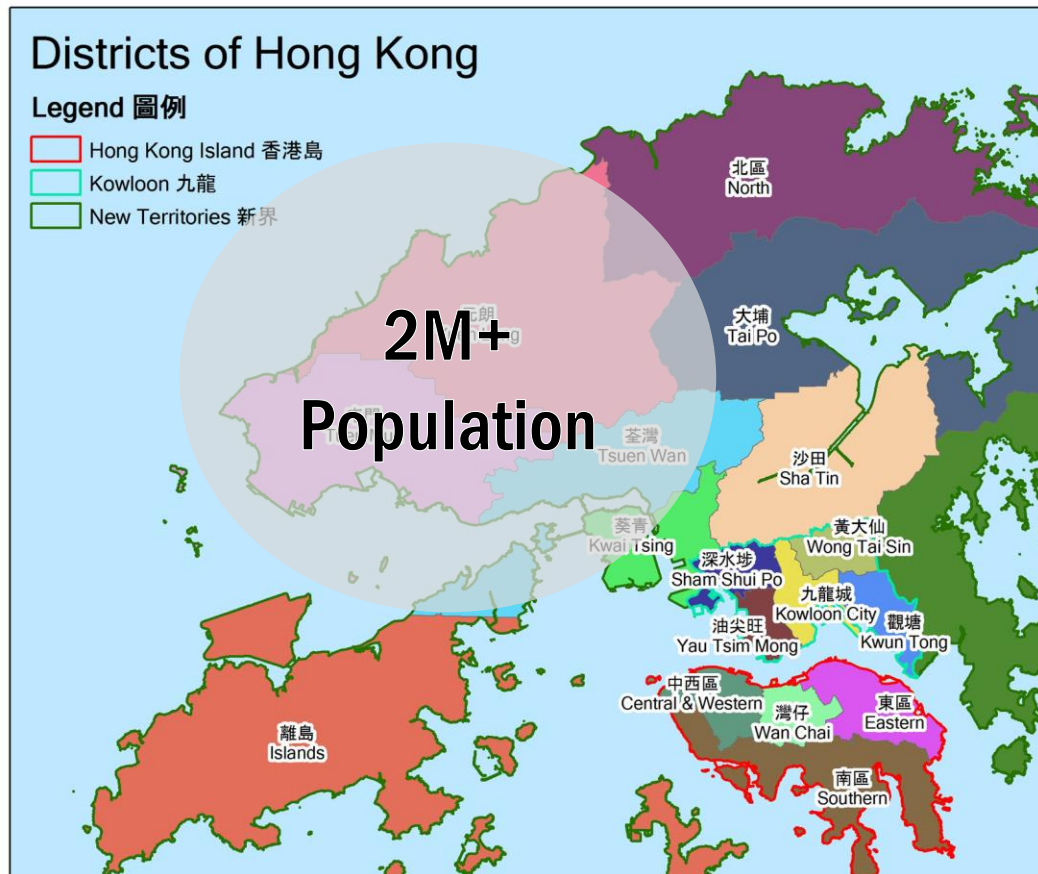 Districts of Hong Kong
Legend 圖例
Hong Kong Island 香港島
Kowloon 九龍
New Territories 新界
北區
North
大埔
Tai Po
元朗
2M+
Population
荃灣
Tsuen Wan
沙田
Sha Tin
葵青
Kwai Tsing
黃大仙
Wong Tai Sin
深水埗
Sham Shui Po
九龍城
Kowloon City
觀塘
Kwun Tong
油尖旺
Yau Tsim Mong
中西區
Central & Western
灣仔
Wan Chai
東區
Eastern
離島
Islands
南區
Southern